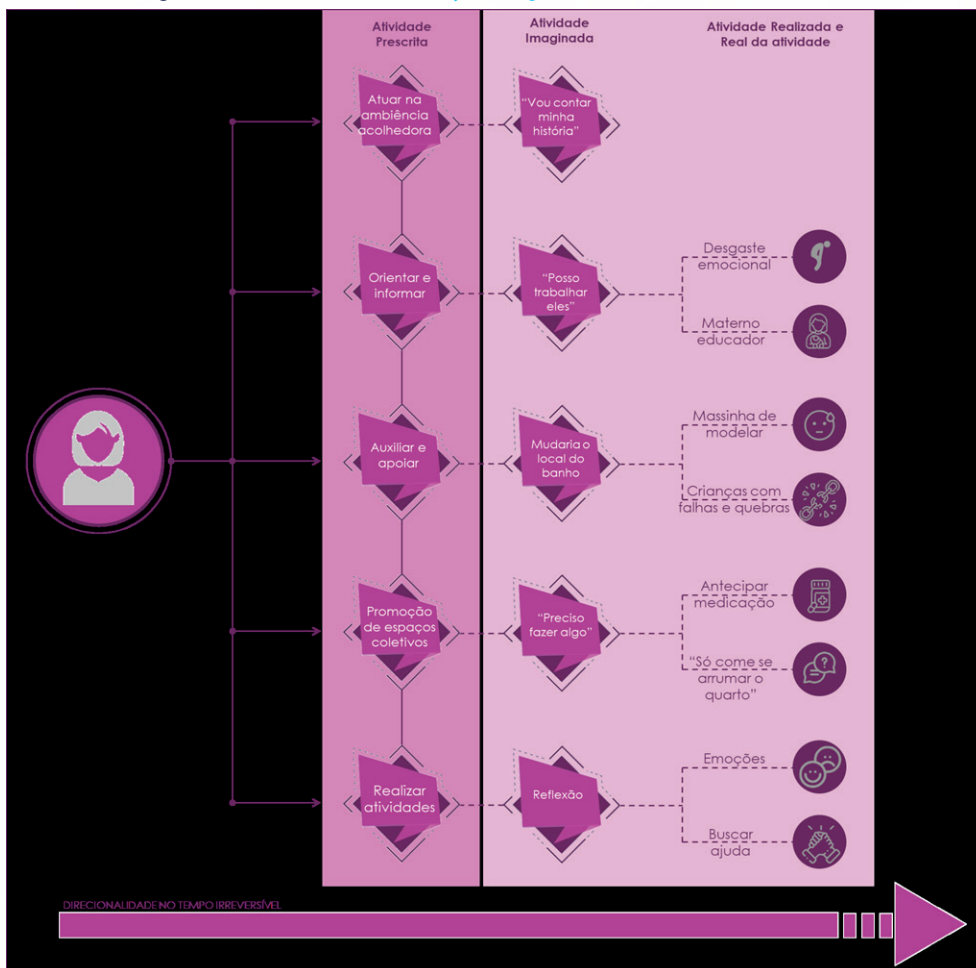 Atividade
Prescrita
Atividade
Imaginada
Atividade Realizada e
Real da atividade
Atuar na
ambiência
acolhedora
"Vou contar
minha
história"
Orientar e
informar
"Posso
trabalhar
eles"
Desgaste
emocional
Materno
educador
Auxiliar e
apoiar
Mudaria o
local do
banho
Massinha de
modelar
Crianças com
falhas e quebras
Promoção
de espaços
coletivos
"Preciso
fazer algo"
Antecipar
medicação
"Só come se
arrumar o
quarto"
Realizar
atividades
Reflexão
Emoções
Buscar
ajuda
DIRECIONALIDADE NO TEMPO IRREVERSÍVEL